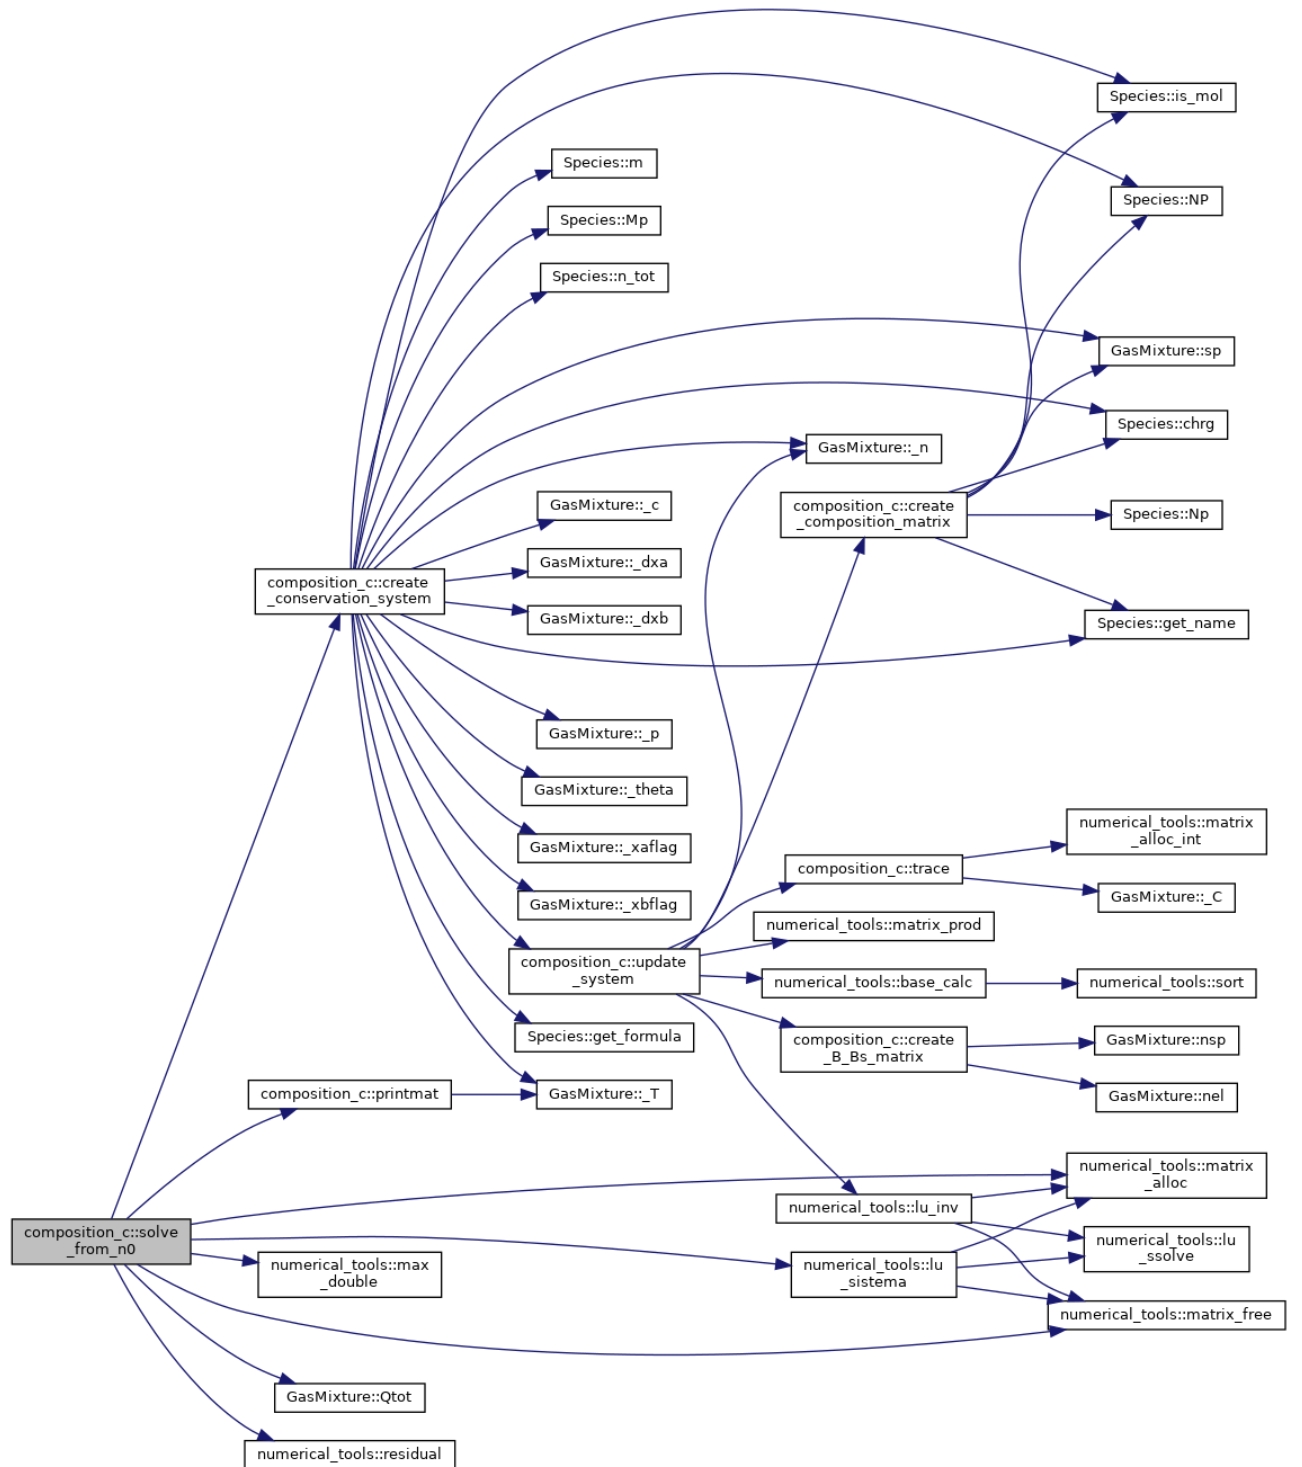 Species::is_mol
Species::m
Species::NP
Species::Mp
Species::n_tot
GasMixture::sp
Species::chrg
GasMixture::_n
GasMixture::_c
composition_c::create
_composition_matrix
Species::Np
GasMixture::_dxa
composition_c::create
_conservation_system
GasMixture::_dxb
Species::get_name
GasMixture::_p
GasMixture::_theta
GasMixture::_xaflag
numerical_tools::matrix
_alloc_int
composition_c::trace
GasMixture::_xbflag
GasMixture::_C
numerical_tools::matrix_prod
composition_c::update
_system
numerical_tools::base_calc
numerical_tools::sort
Species::get_formula
composition_c::create
_B_Bs_matrix
GasMixture::nsp
composition_c::printmat
GasMixture::_T
GasMixture::nel
numerical_tools::matrix
_alloc
numerical_tools::lu_inv
composition_c::solve
_from_n0
numerical_tools::lu
_ssolve
numerical_tools::max
_double
numerical_tools::lu
_sistema
numerical_tools::matrix_free
GasMixture::Qtot
numerical_tools::residual